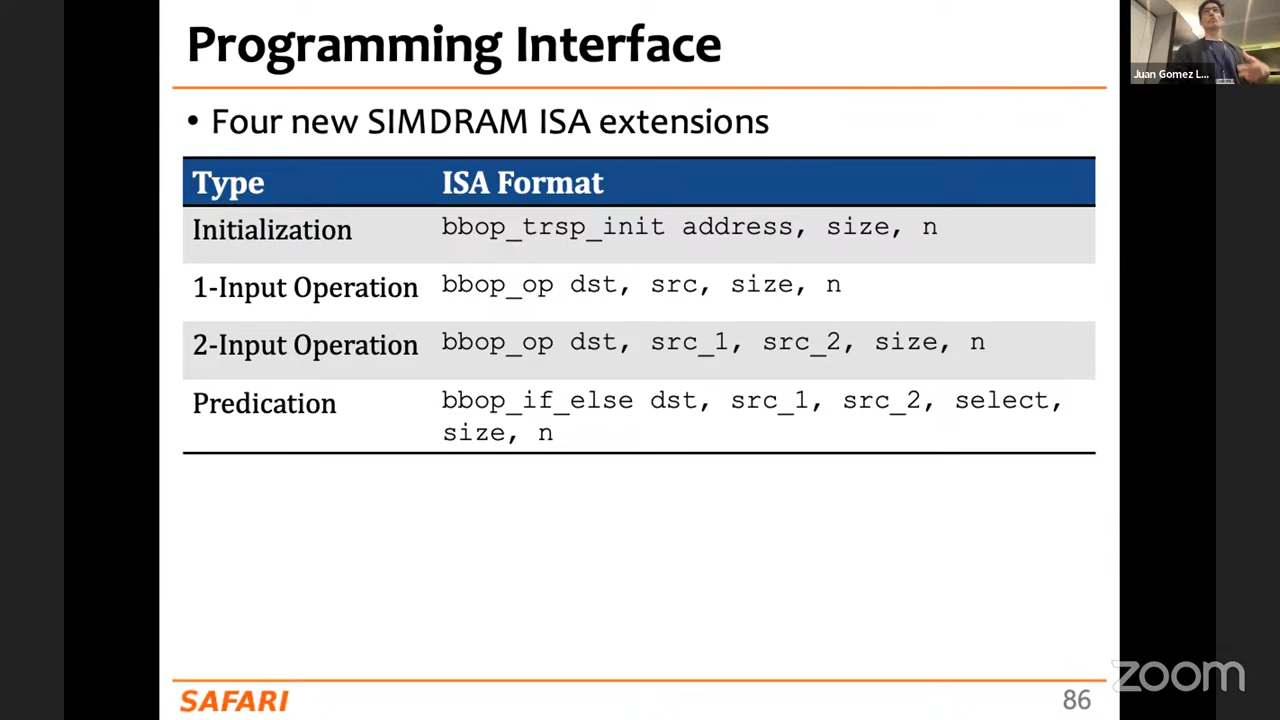 Programming Interface
Juan Gomez L...
• Four new SIMDRAM ISA extensions
Type ISA Format
Initialization bbop_trsp_init address, size, n
1-Input Operation bbop_op dst, src, size, n
2-Input Operation bbop_op dst, src_1, src_2, size, n
Predication bbop_if_else dst, src_1, src_2, select,
size, n
SAFARI
86
zoom